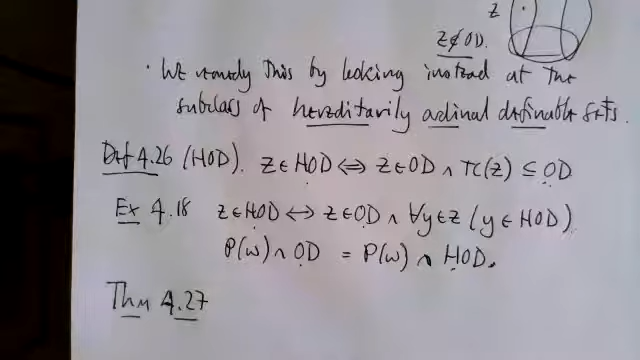 z
z ∉ OD.
· We remedy this by looking instead at the
subclass of hereditarily ordinal definable sets.
Def 4.26 (HOD). z ∈ HOD ⟺ z ∈ OD ∧ TC(z) ⊆ OD
Ex 4.18 z ∈ HOD ↔ z ∈ OD ∧ ∀y ∈ z (y ∈ HOD)
P(ω) ∩ OD = P(ω) ∩ HOD.
Thm 4.27